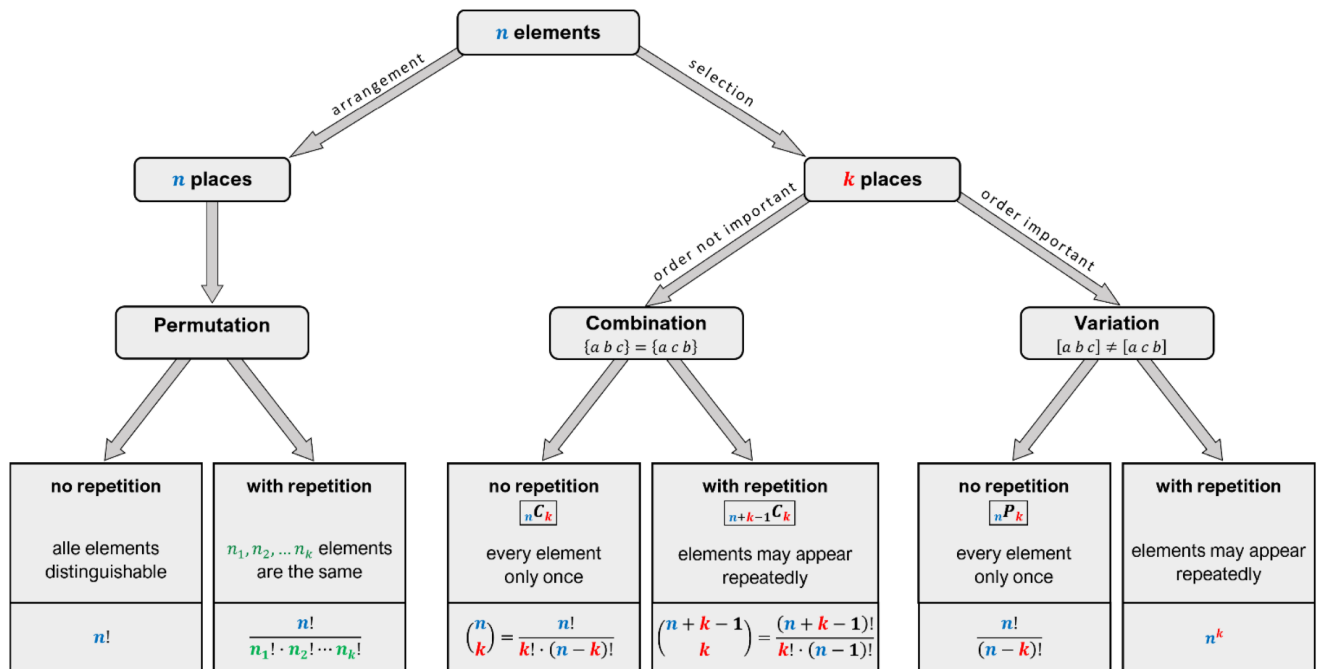 n elements
arrangement
selection
n places
k places
order not important
order important
Permutation
Combination
{a b c} = {a c b}
Variation
[a b c] ≠ [a c b]
no repetition
alle elements
distinguishable
n!
with repetition
n₁, n₂, … nₖ elements
are the same
n! / (n₁! · n₂! ⋯ nₖ!)
no repetition
ₙCₖ
every element
only once
(n k) = n! / (k! · (n − k)!)
with repetition
ₙ₊ₖ₋₁Cₖ
elements may appear
repeatedly
(n + k − 1 k) = (n + k − 1)! / (k! · (n − 1)!)
no repetition
ₙPₖ
every element
only once
n! / (n − k)!
with repetition
elements may appear
repeatedly
nᵏ